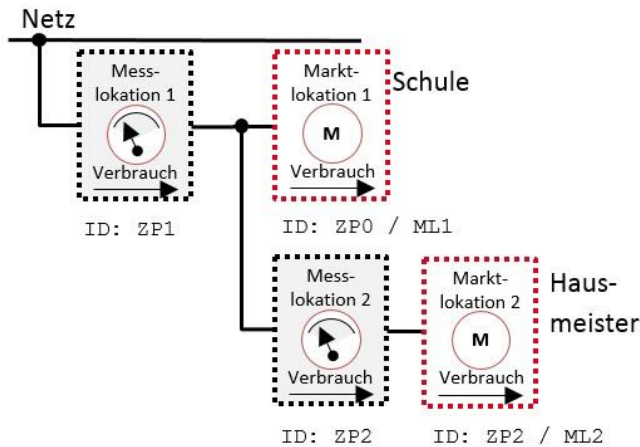 Netz
Mess-
lokation 1
Verbrauch
ID: ZP1
Markt-
lokation 1
M
Verbrauch
Schule
ID: ZP0 / ML1
Mess-
lokation 2
Verbrauch
ID: ZP2
Markt-
lokation 2
M
Verbrauch
Haus-
meister
ID: ZP2 / ML2